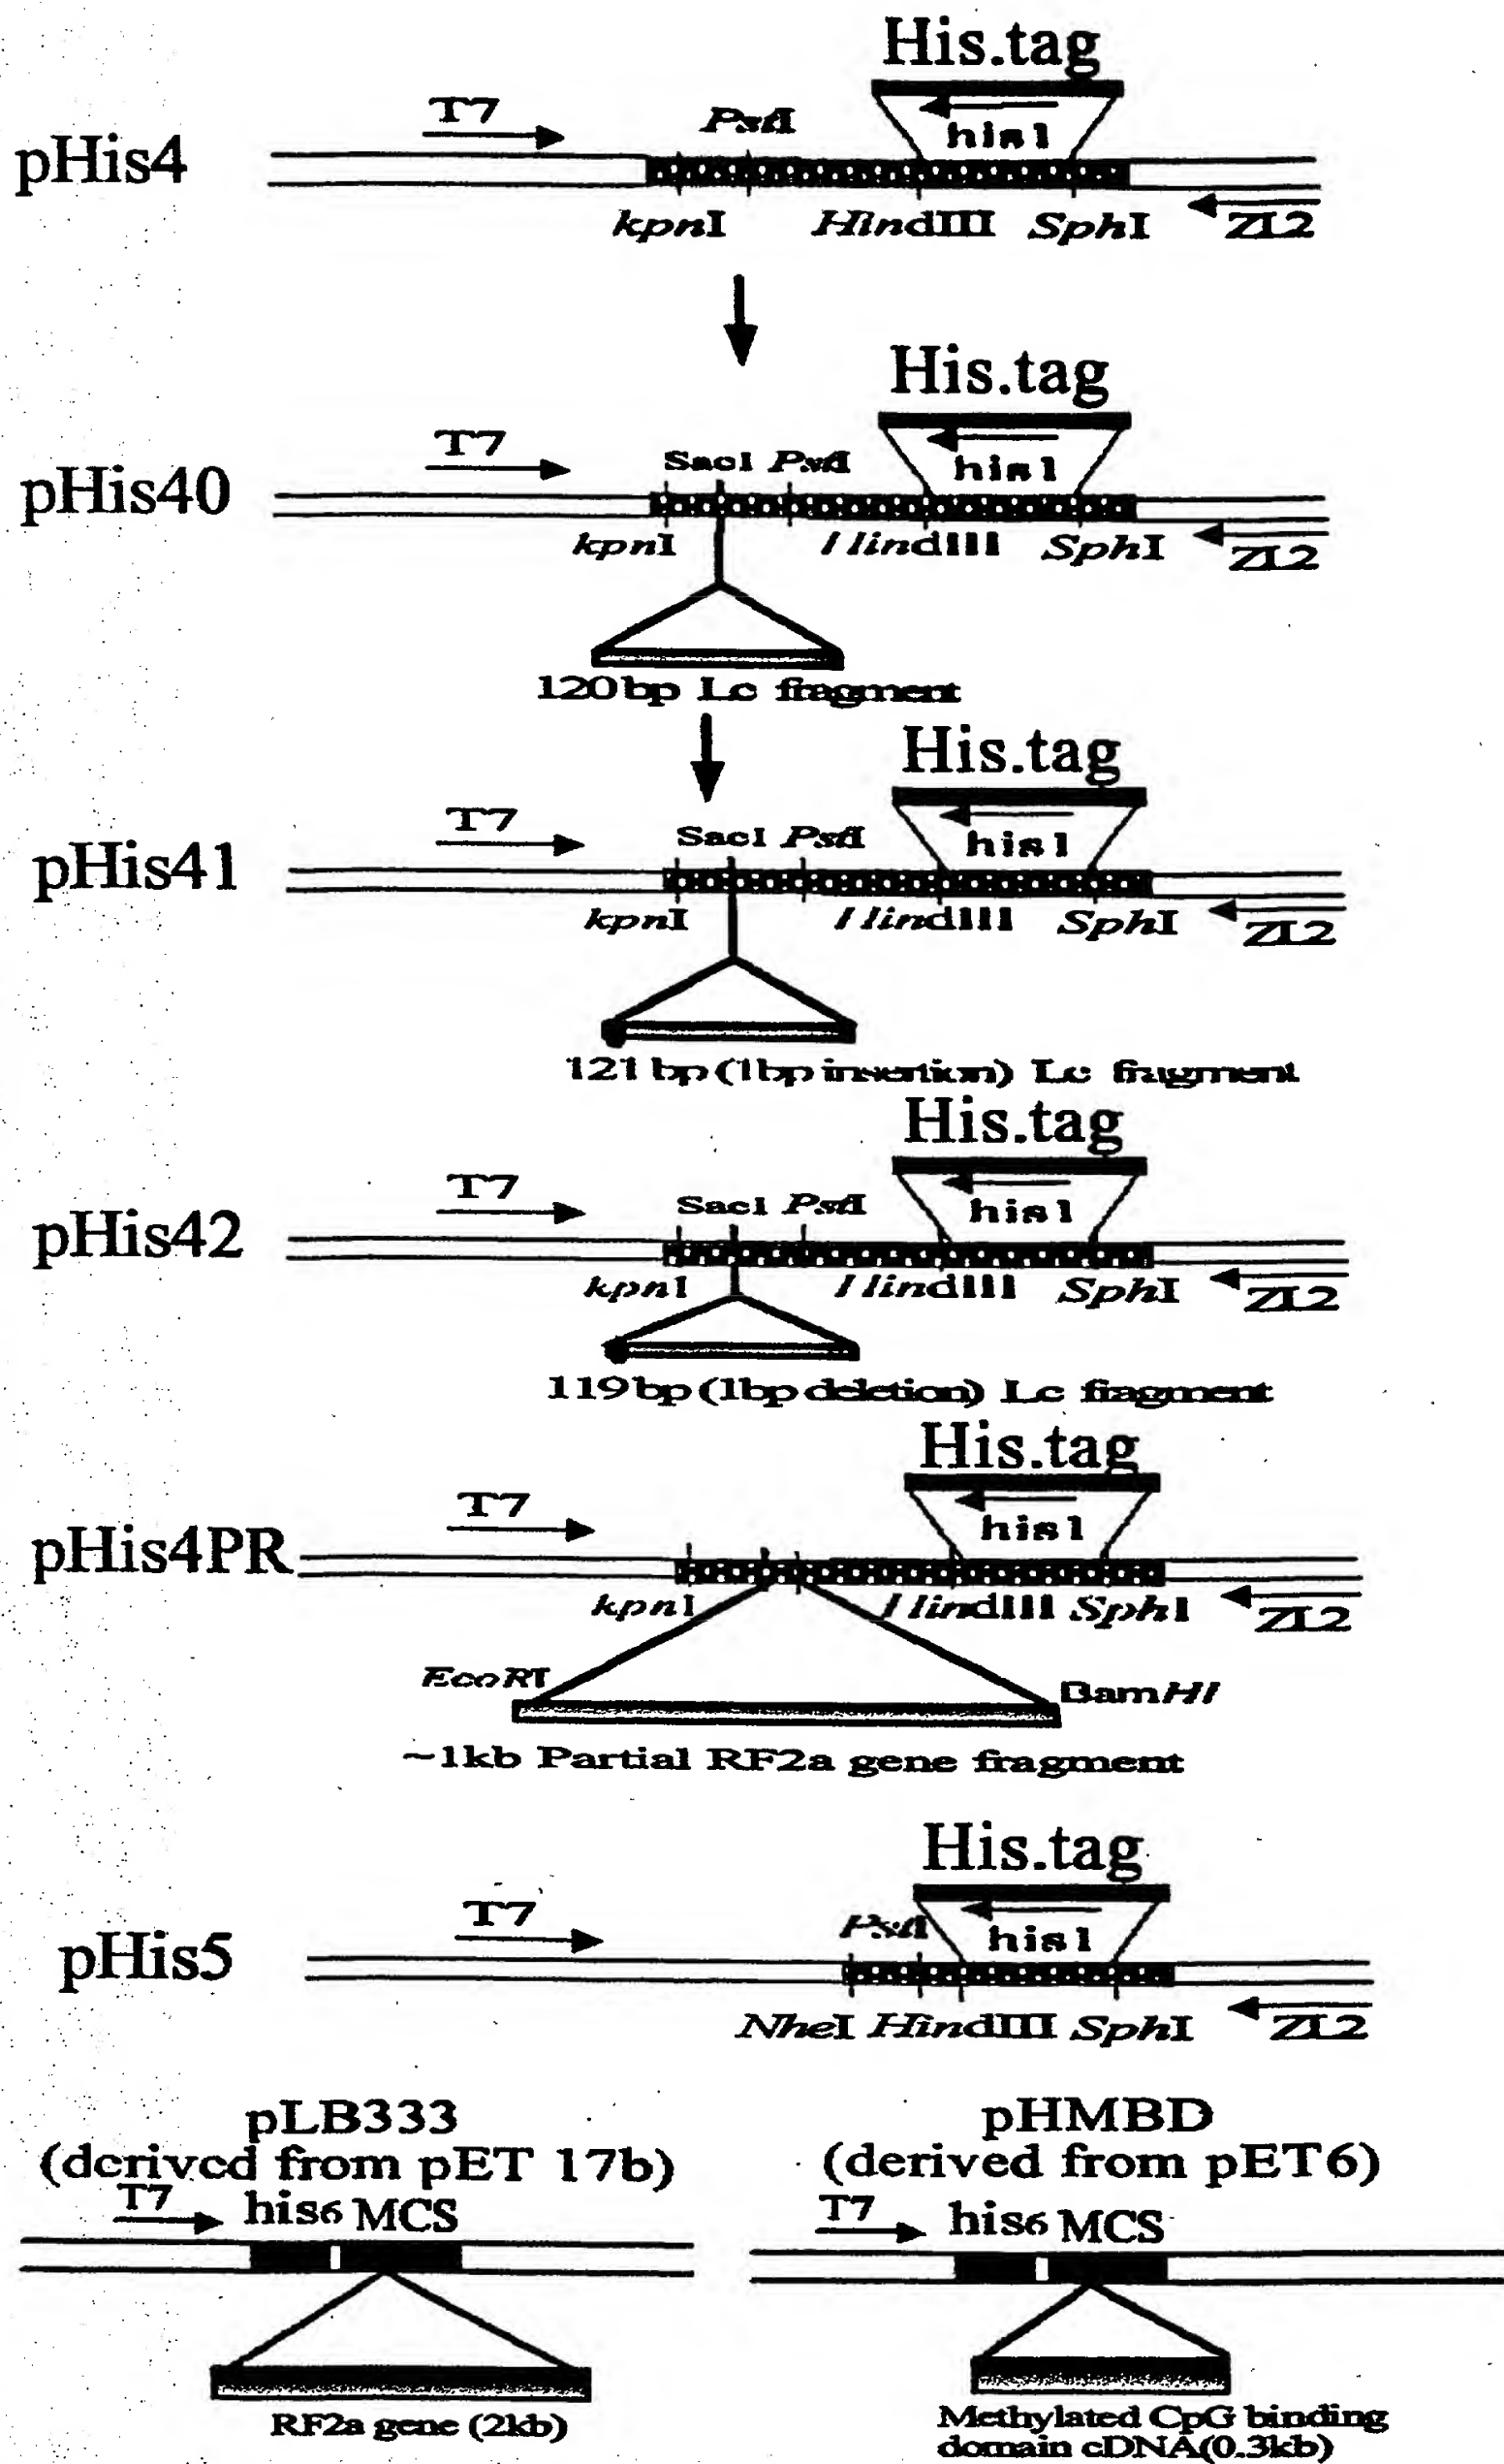 His.tag
T7
PstI
his1
pHis4
kpnI
HindIII
SphI
ZL2
His.tag
T7
SacI PstI
his1
pHis40
kpnI
HindIII
SphI
ZL2
120bp Lc fragment
His.tag
T7
SacI PstI
his1
pHis41
kpnI
HindIII
SphI
ZL2
121bp (1bp insertion) Lc fragment
His.tag
T7
SacI PstI
his1
pHis42
kpnI
HindIII
SphI
ZL2
119bp (1bp deletion) Lc fragment
His.tag
T7
his1
pHis4PR
kpnI
HindIII SphI
ZL2
EcoRI
BamHI
~1kb Partial RF2a gene fragment
His.tag
T7
PstI
his1
pHis5
NheI HindIII SphI
ZL2
pLB333
(derived from pET 17b)
T7
his6 MCS
RF2a gene (2kb)
pHMBD
(derived from pET6)
T7
his6 MCS
Methylated CpG binding
domain cDNA(0.3kb)